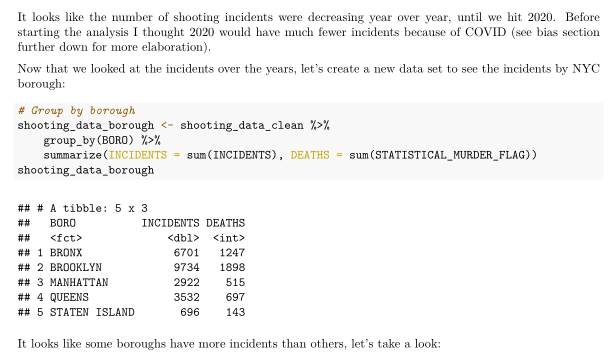 It looks like the number of shooting incidents were decreasing year over year, until we hit 2020. Before
starting the analysis I thought 2020 would have much fewer incidents because of COVID (see bias section
further down for more elaboration).
Now that we looked at the incidents over the years, let's create a new data set to see the incidents by NYC
borough:
# Group by borough
shooting_data_borough <- shooting_data_clean %>%
    group_by(BORO) %>%
    summarize(INCIDENTS = sum(INCIDENTS), DEATHS = sum(STATISTICAL_MURDER_FLAG))
shooting_data_borough
## # A tibble: 5 x 3
##   BORO          INCIDENTS DEATHS
##   <fct>             <dbl>  <int>
## 1 BRONX              6701   1247
## 2 BROOKLYN           9734   1898
## 3 MANHATTAN          2922    515
## 4 QUEENS             3532    697
## 5 STATEN ISLAND       696    143
It looks like some boroughs have more incidents than others, let's take a look: